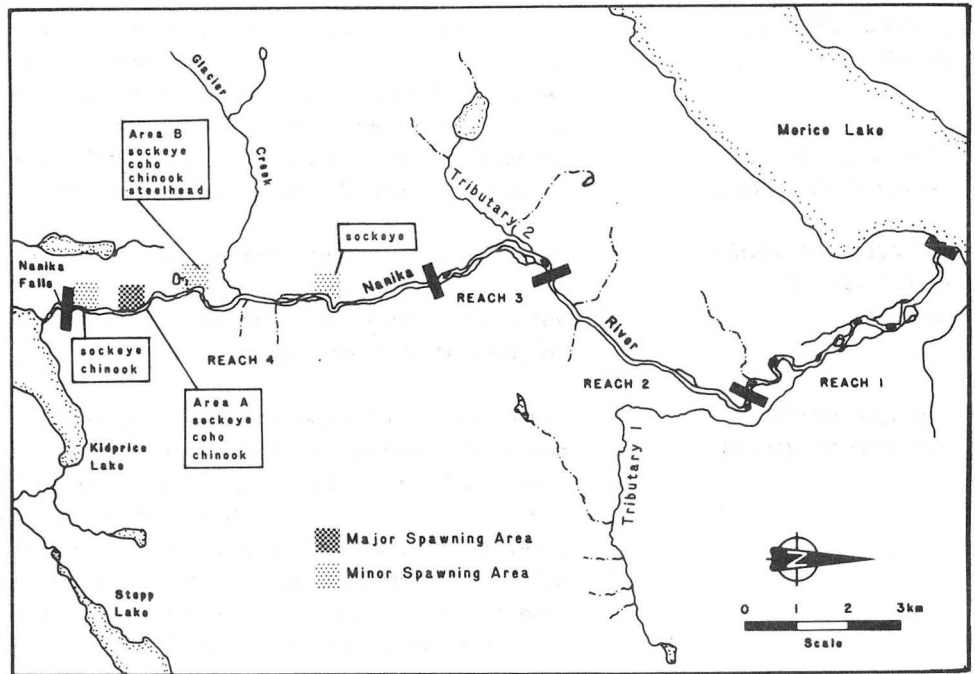 Glacier
Creek
Area B
sockeye
coho
chinook
steelhead
Morice Lake
Tributary 2
sockeye
Nanika
Falls
Nanika
River
REACH 3
sockeye
chinook
REACH 4
REACH 2
REACH 1
Area A
sockeye
coho
chinook
Kidprice
Lake
Tributary 1
Major Spawning Area
Minor Spawning Area
N
Stepp
Lake
0 1 2 3km
Scale